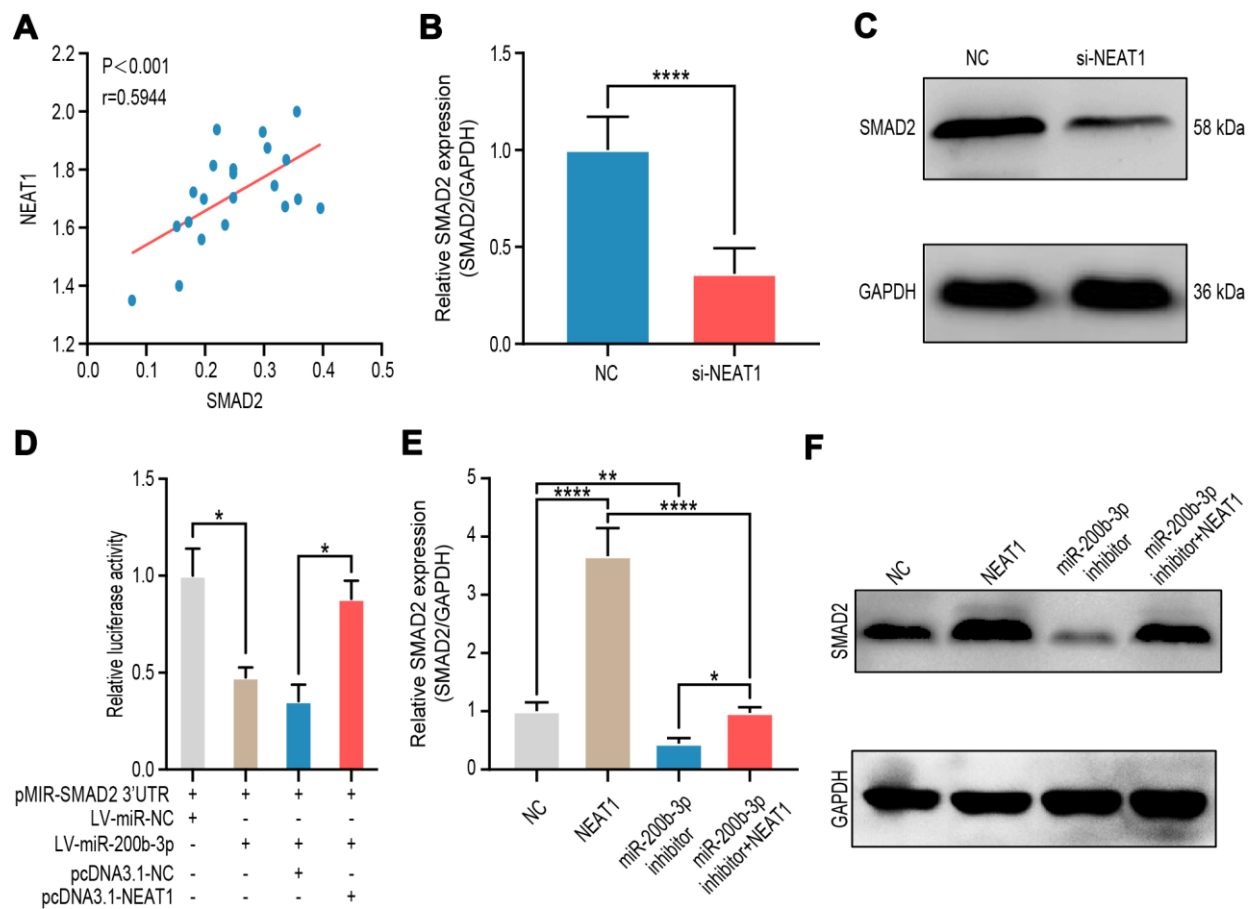 A
NEAT1
2.2
2.0
1.8
1.6
1.4
1.2
P<0.001
r=0.5944
0.0 0.1 0.2 0.3 0.4 0.5
SMAD2
B
Relative SMAD2 expression
(SMAD2/GAPDH)
1.5
1.0
0.5
0.0
****
NC si-NEAT1
C
NC si-NEAT1
SMAD2 58 kDa
GAPDH 36 kDa
D
Relative luciferase activity
1.5
1.0
0.5
0.0
* *
pMIR-SMAD2 3'UTR + + + +
LV-miR-NC + - - -
LV-miR-200b-3p - + + +
pcDNA3.1-NC - - + -
pcDNA3.1-NEAT1 - - - +
E
Relative SMAD2 expression
(SMAD2/GAPDH)
5
4
3
2
1
0
**
**** ****
*
NC
NEAT1
miR-200b-3p
inhibitor
miR-200b-3p
inhibitor+NEAT1
F
NC
NEAT1
miR-200b-3p
inhibitor
miR-200b-3p
inhibitor+NEAT1
SMAD2
GAPDH